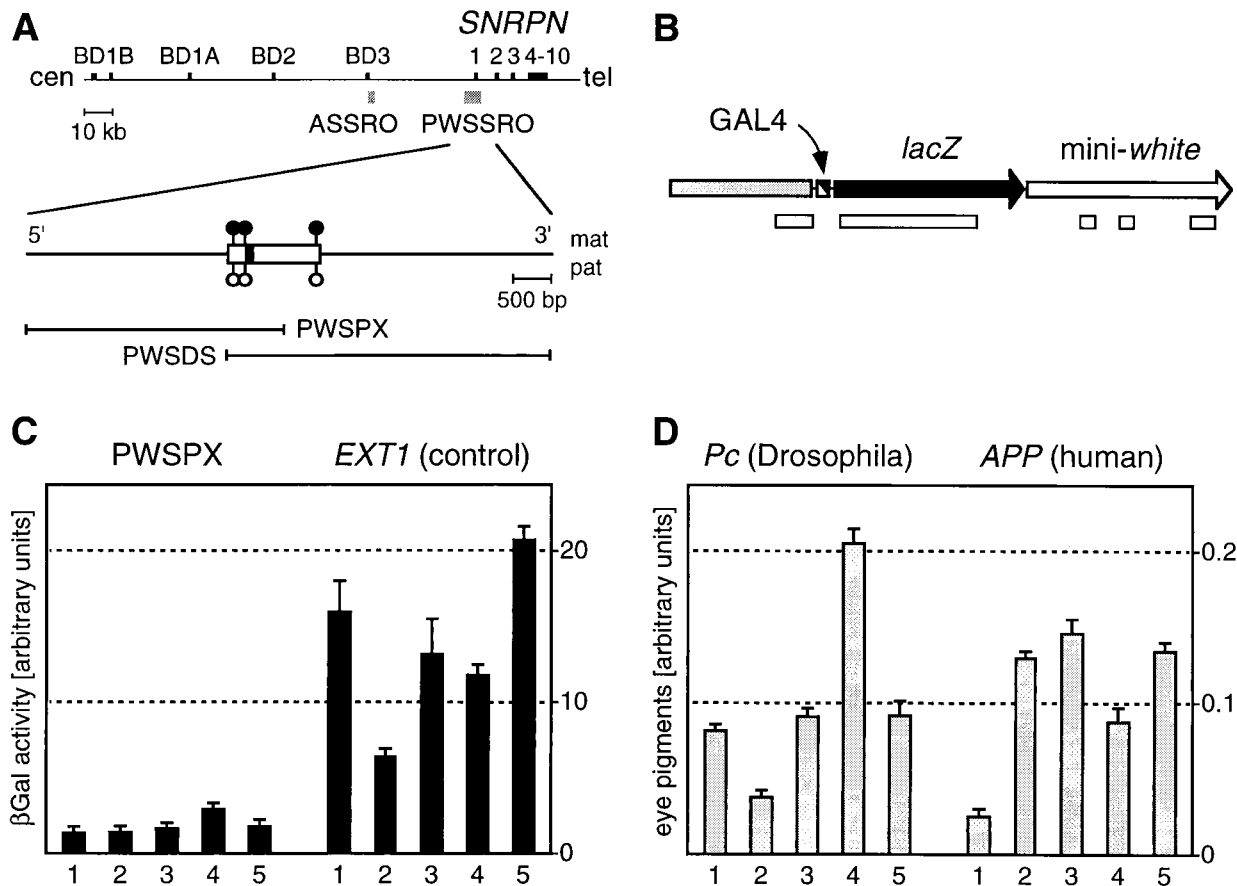 A
SNRPN
BD1B BD1A BD2 BD3 1 2 3 4-10
cen tel
10 kb
ASSRO PWSSRO
5' 3' mat
pat
500 bp
PWSPX
PWSDS
B
GAL4
lacZ mini-white
C
PWSPX EXT1 (control)
βGal activity [arbitrary units]
20
10
0
1 2 3 4 5 1 2 3 4 5
D
Pc (Drosophila) APP (human)
eye pigments [arbitrary units]
0.2
0.1
0
1 2 3 4 5 1 2 3 4 5